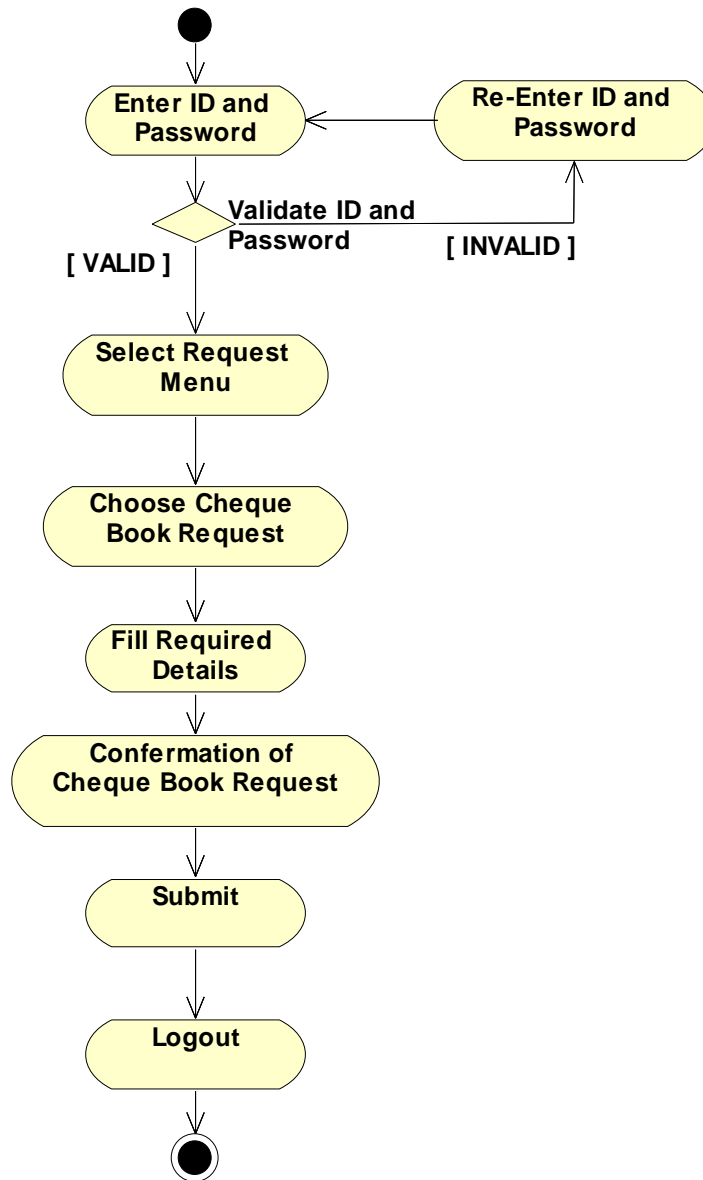 Enter ID and
Password
Re-Enter ID and
Password
Validate ID and
Password
[ VALID ]
[ INVALID ]
Select Request
Menu
Choose Cheque
Book Request
Fill Required
Details
Confermation of
Cheque Book Request
Submit
Logout